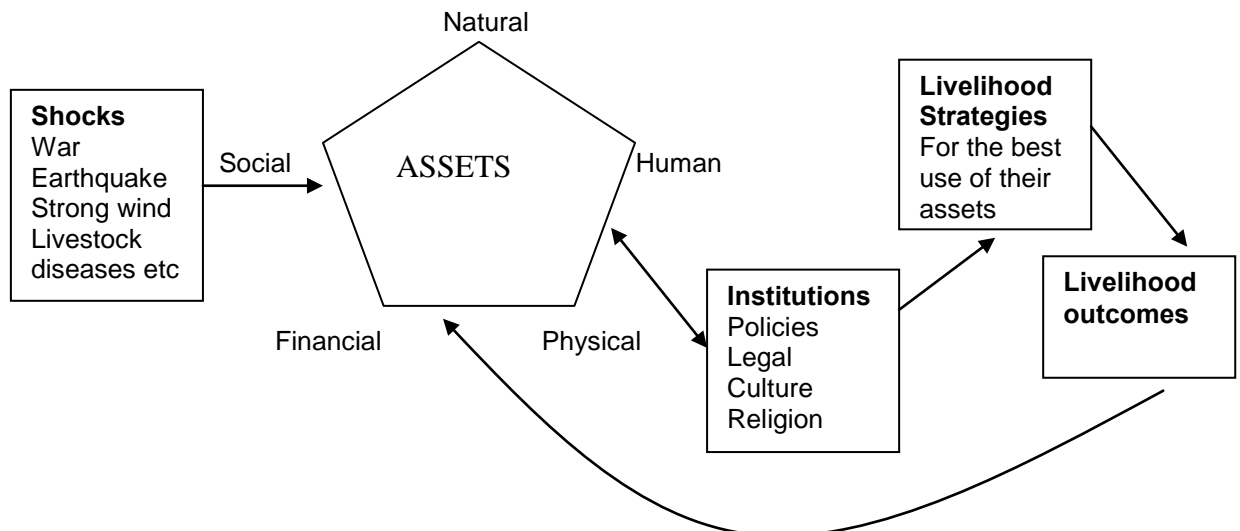 Natural
Shocks
War
Earthquake
Strong wind
Livestock
diseases etc
Social
ASSETS
Human
Financial
Physical
Institutions
Policies
Legal
Culture
Religion
Livelihood
Strategies
For the best
use of their
assets
Livelihood
outcomes